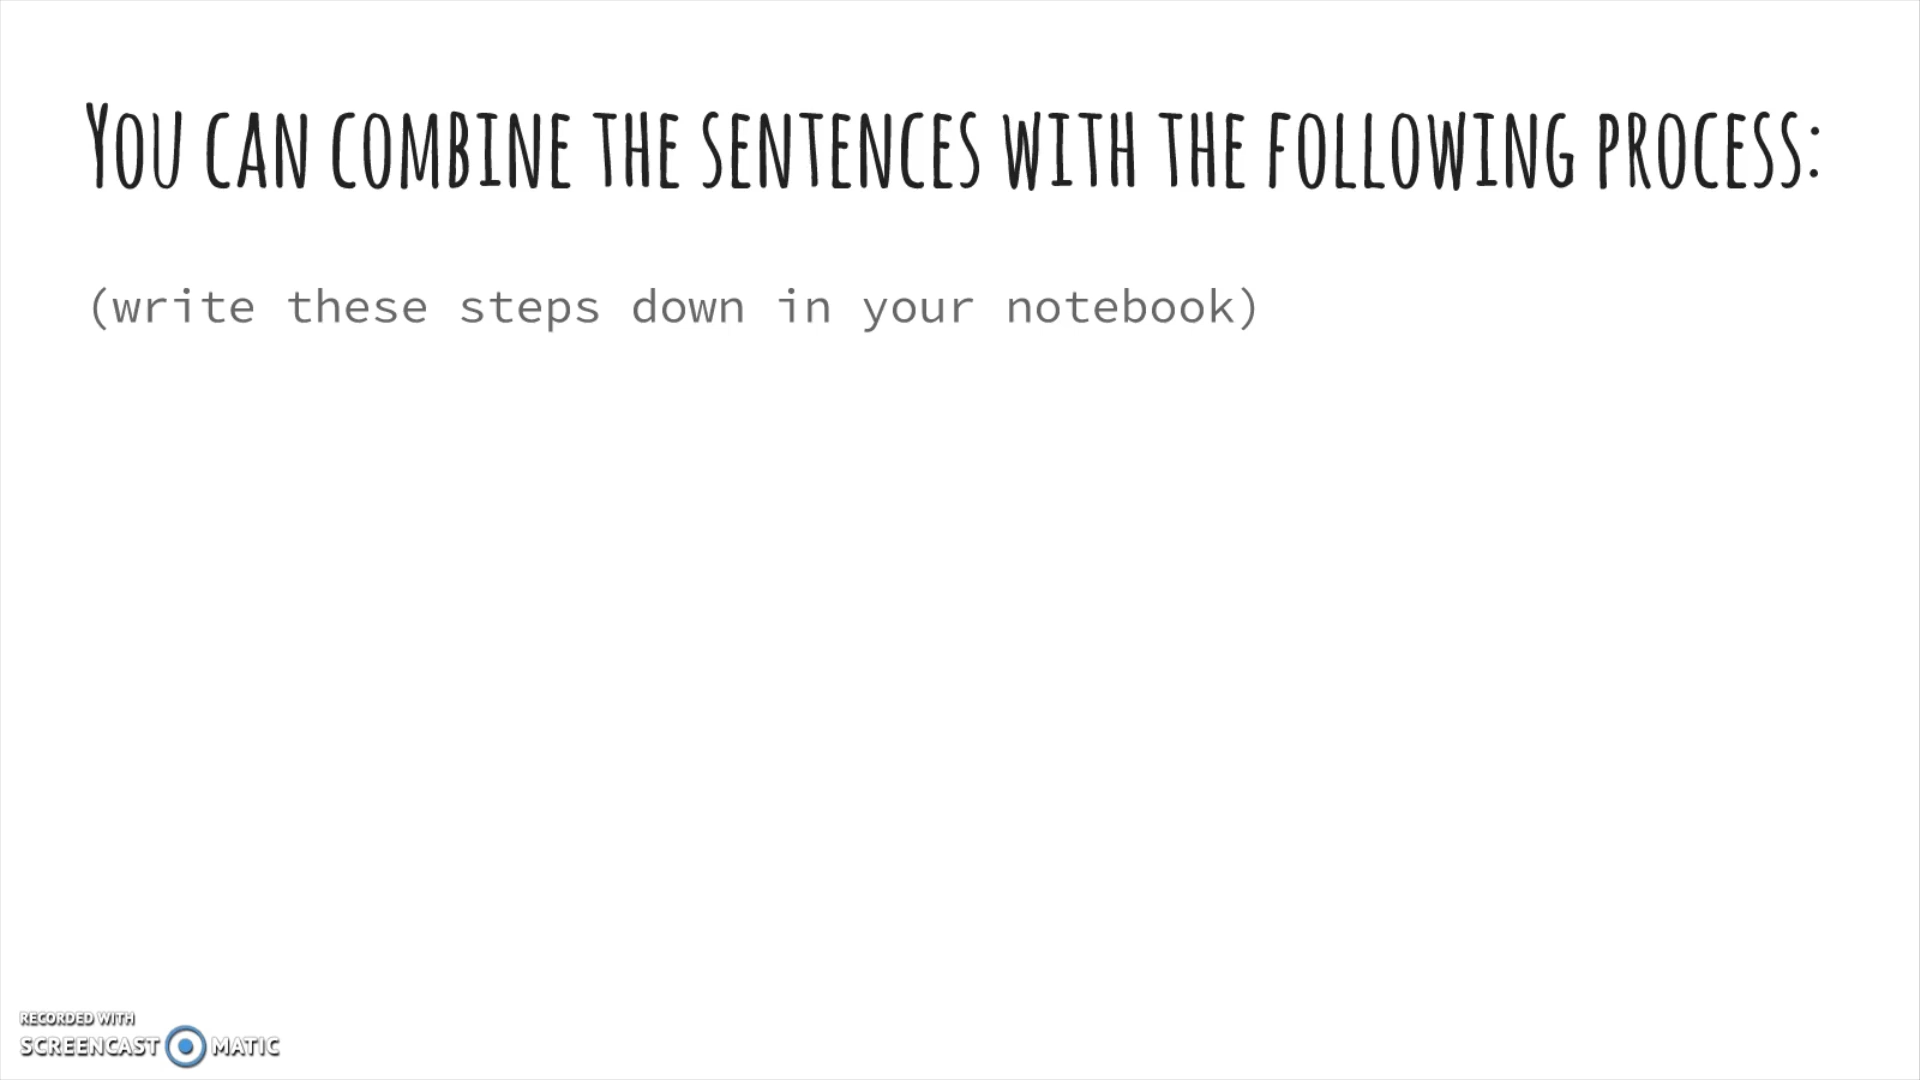 You can combine the sentences with the following process:
(write these steps down in your notebook)
RECORDED WITH
SCREENCAST MATIC